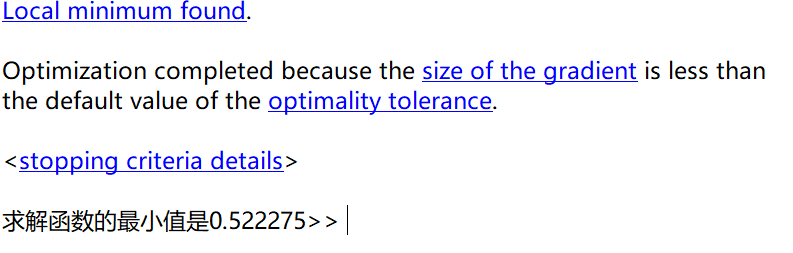 Local minimum found.
Optimization completed because the size of the gradient is less than
the default value of the optimality tolerance.
<stopping criteria details>
求解函数的最小值是0.522275>>